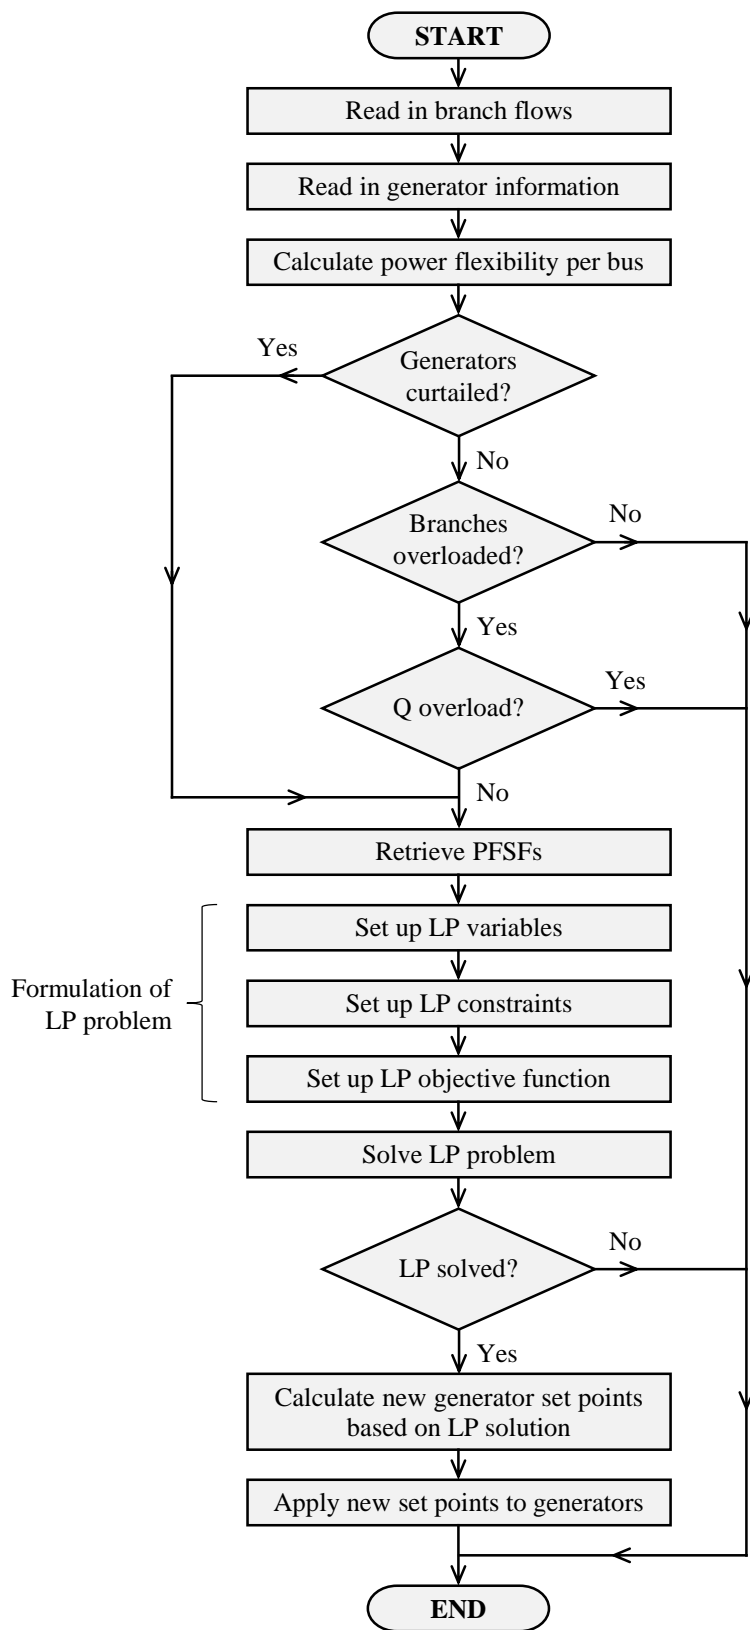 START
Read in branch flows
Read in generator information
Calculate power flexibility per bus
Yes
Generators
curtailed?
No
Branches
overloaded?
No
Yes
Q overload?
Yes
No
Retrieve PFSFs
Set up LP variables
Formulation of
LP problem
Set up LP constraints
Set up LP objective function
Solve LP problem
LP solved?
No
Yes
Calculate new generator set points
based on LP solution
Apply new set points to generators
END